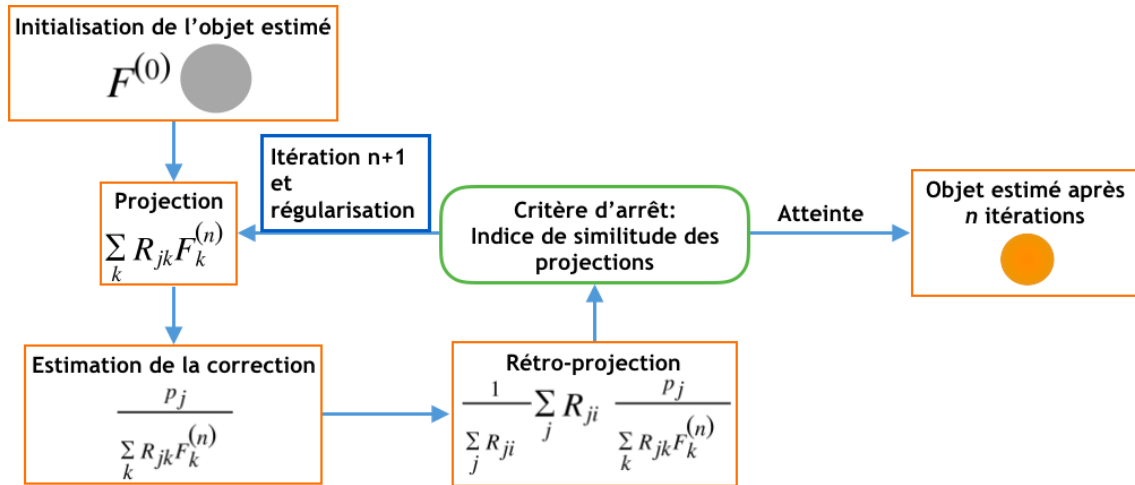 Initialisation de l'objet estimé
F^(0)
Itération n+1
et
régularisation
Projection
∑_k R_jk F_k^(n)
Critère d'arrêt:
Indice de similitude des
projections
Atteinte
Objet estimé après
n itérations
Estimation de la correction
p_j / ∑_k R_jk F_k^(n)
Rétro-projection
1 / ∑_j R_ji ∑_j R_ji p_j / ∑_k R_jk F_k^(n)